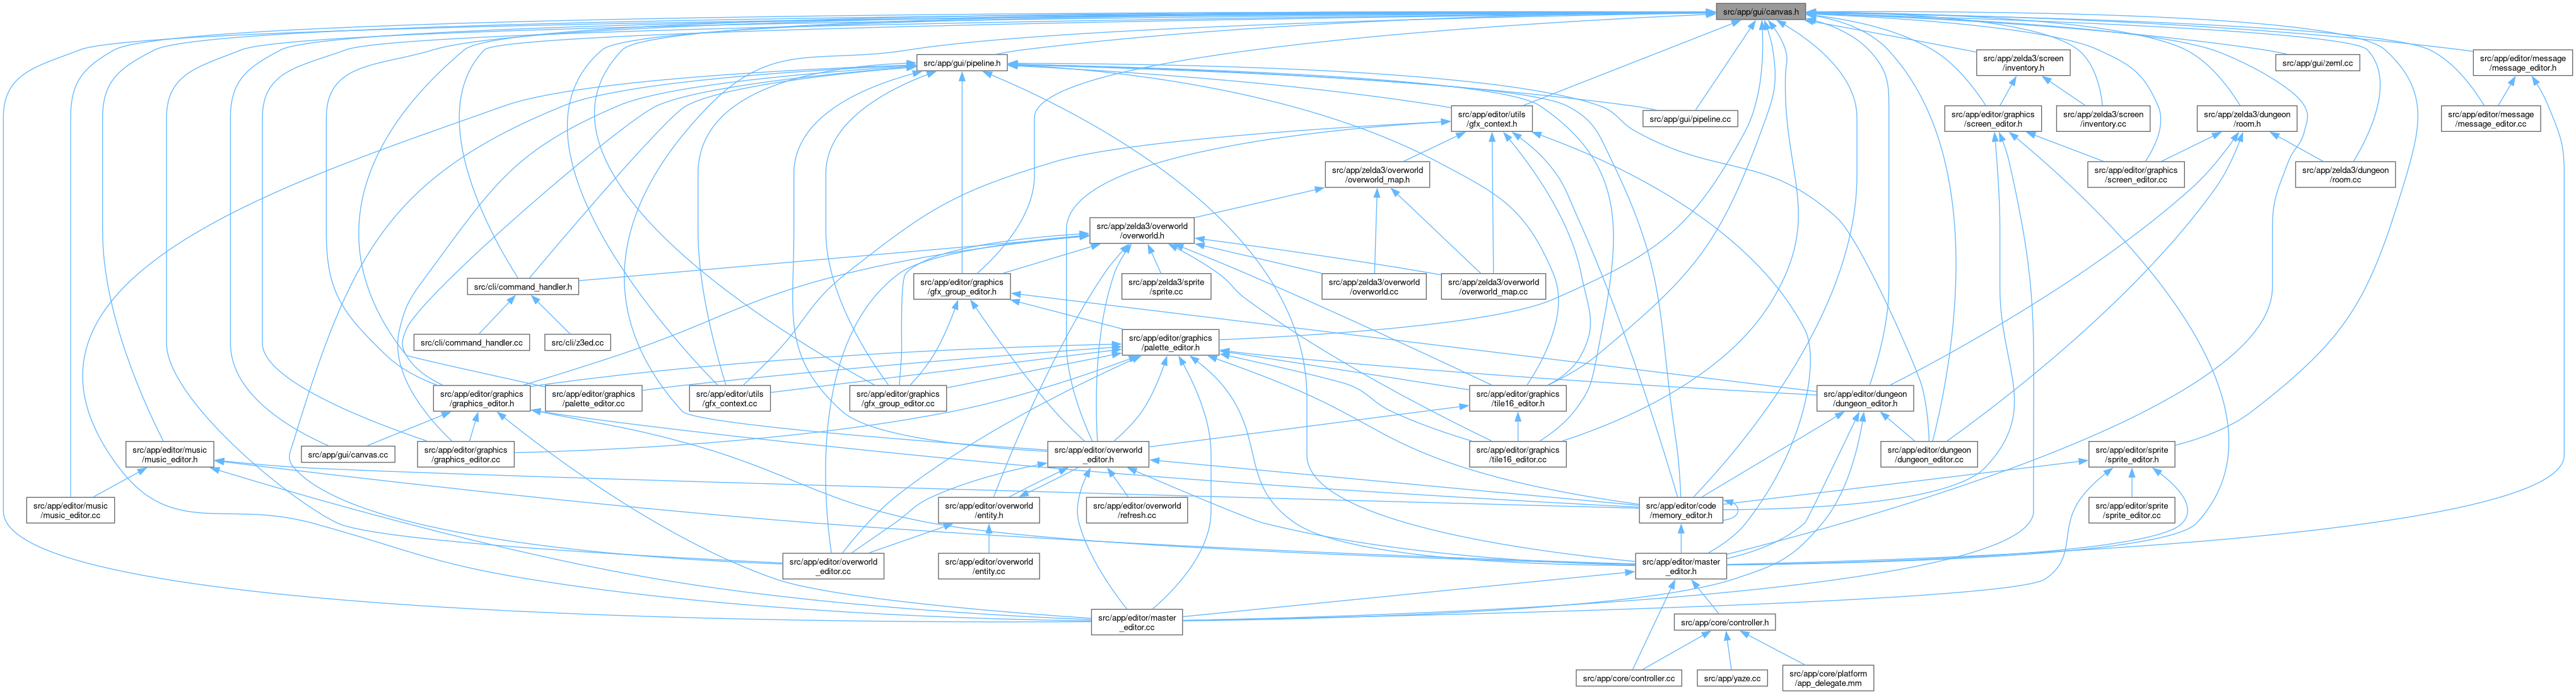 src/app/gui/canvas.h
src/app/gui/pipeline.h
src/app/zelda3/screen
/inventory.h
src/app/gui/zeml.cc
src/app/editor/message
/message_editor.h
src/app/editor/utils
/gfx_context.h
src/app/gui/pipeline.cc
src/app/editor/graphics
/screen_editor.h
src/app/zelda3/screen
/inventory.cc
src/app/zelda3/dungeon
/room.h
src/app/editor/message
/message_editor.cc
src/app/zelda3/overworld
/overworld_map.h
src/app/editor/graphics
/screen_editor.cc
src/app/zelda3/dungeon
/room.cc
src/app/zelda3/overworld
/overworld.h
src/cli/command_handler.h
src/app/editor/graphics
/gfx_group_editor.h
src/app/zelda3/sprite
/sprite.cc
src/app/zelda3/overworld
/overworld.cc
src/app/zelda3/overworld
/overworld_map.cc
src/cli/command_handler.cc
src/cli/z3ed.cc
src/app/editor/graphics
/palette_editor.h
src/app/editor/graphics
/graphics_editor.h
src/app/editor/graphics
/palette_editor.cc
src/app/editor/utils
/gfx_context.cc
src/app/editor/graphics
/gfx_group_editor.cc
src/app/editor/graphics
/tile16_editor.h
src/app/editor/dungeon
/dungeon_editor.h
src/app/editor/music
/music_editor.h
src/app/gui/canvas.cc
src/app/editor/graphics
/graphics_editor.cc
src/app/editor/overworld
_editor.h
src/app/editor/graphics
/tile16_editor.cc
src/app/editor/dungeon
/dungeon_editor.cc
src/app/editor/sprite
/sprite_editor.h
src/app/editor/music
/music_editor.cc
src/app/editor/overworld
/entity.h
src/app/editor/overworld
/refresh.cc
src/app/editor/code
/memory_editor.h
src/app/editor/sprite
/sprite_editor.cc
src/app/editor/overworld
_editor.cc
src/app/editor/overworld
/entity.cc
src/app/editor/master
_editor.h
src/app/editor/master
_editor.cc
src/app/core/controller.h
src/app/core/controller.cc
src/app/yaze.cc
src/app/core/platform
/app_delegate.mm